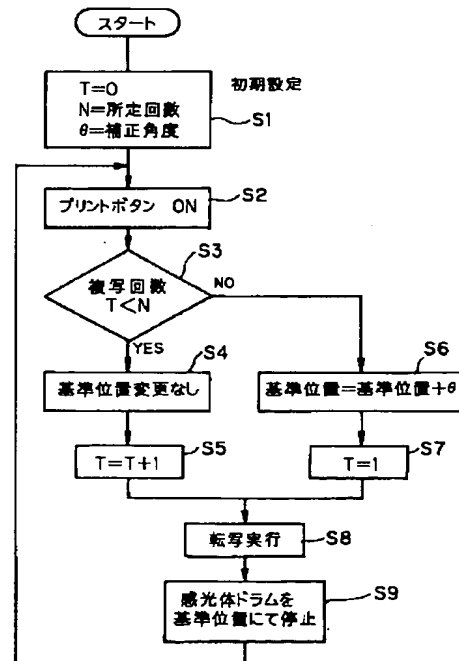 スタート
T=0
N=所定回数
θ=補正角度
初期設定
S1
プリントボタン ON
S2
複写回数
T<N
S3
NO
YES
S4
基準位置変更なし
S6
基準位置=基準位置+θ
T=T+1
S5
T=1
S7
転写実行
S8
感光体ドラムを
基準位置にて停止
S9